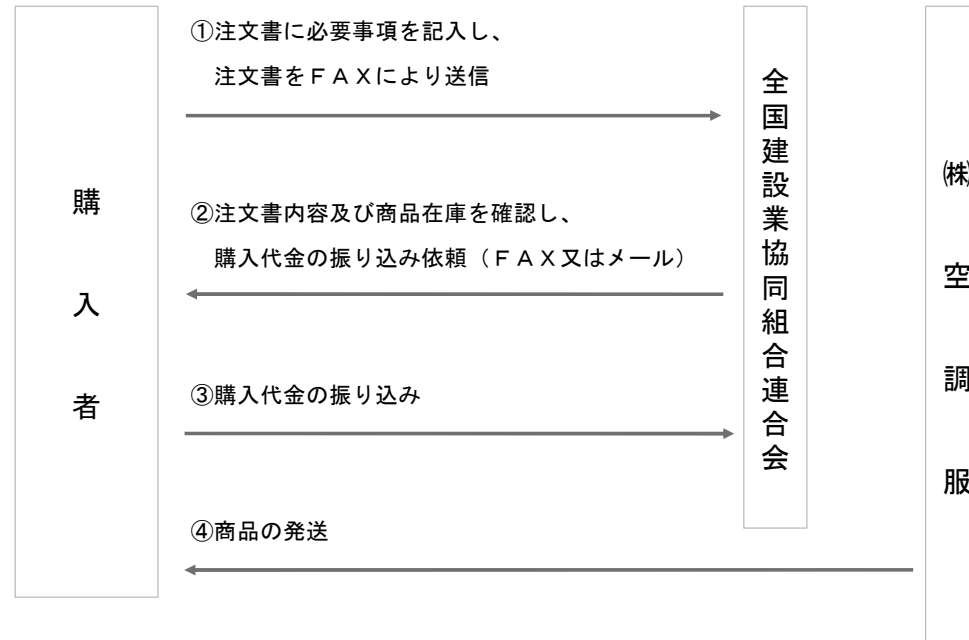 購入者
①注文書に必要事項を記入し、
注文書をＦＡＸにより送信
②注文書内容及び商品在庫を確認し、
購入代金の振り込み依頼（ＦＡＸ又はメール）
③購入代金の振り込み
④商品の発送
全国建設業協同組合連合会
㈱空調服